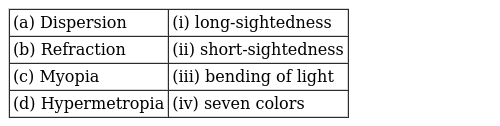 (a) Dispersion (i) long-sightedness
(b) Refraction (ii) short-sightedness
(c) Myopia (iii) bending of light
(d) Hypermetropia (iv) seven colors